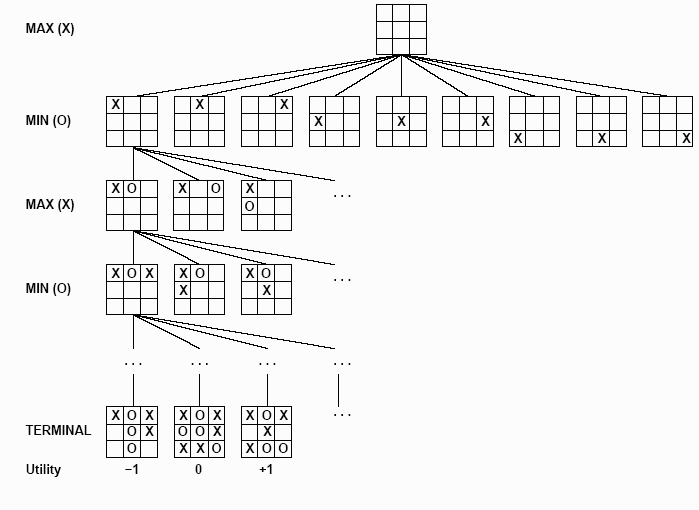 MAX (X)
MIN (O)
X X X X X X X X X
MAX (X)
X O X O X
O
...
MIN (O)
X O X X O X O
X X
...
... ... ... ...
TERMINAL
X O X X O X X O X
O X O O X X
O X X O X O O
...
Utility −1 0 +1